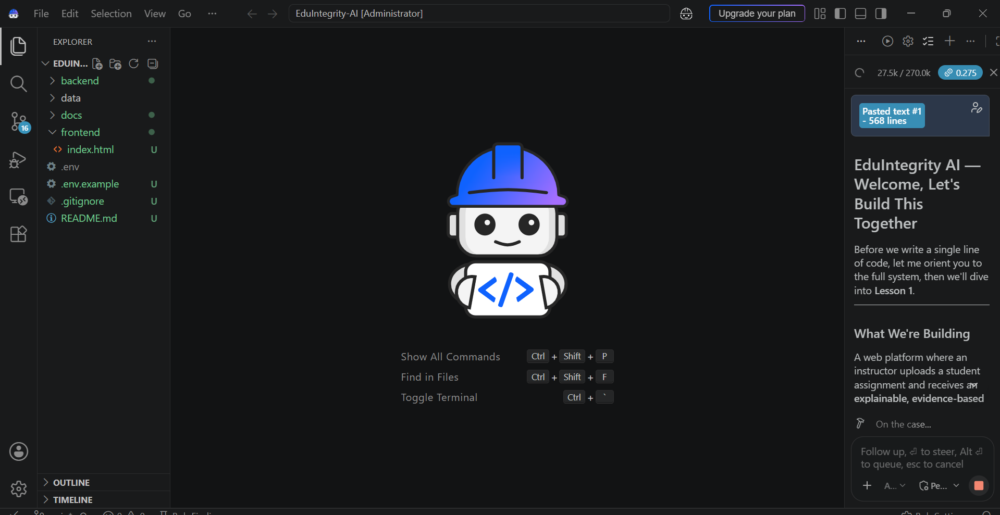 File Edit Selection View Go
EduIntegrity-AI [Administrator]
Upgrade your plan
EXPLORER
EDUIN...
backend
data
docs
frontend
<> index.html U
.env
.env.example U
.gitignore U
README.md U
16
OUTLINE
TIMELINE
</>
Show All Commands Ctrl + Shift + P
Find in Files Ctrl + Shift + F
Toggle Terminal Ctrl + `
27.5k / 270.0k 0.275
Pasted text #1
- 568 lines
EduIntegrity AI —
Welcome, Let's
Build This
Together
Before we write a single line
of code, let me orient you to
the full system, then we'll dive
into Lesson 1.
What We're Building
A web platform where an
instructor uploads a student
assignment and receives an
explainable, evidence-based
On the case...
Follow up, ⏎ to steer, Alt ⏎
to queue, esc to cancel
A... Pe...